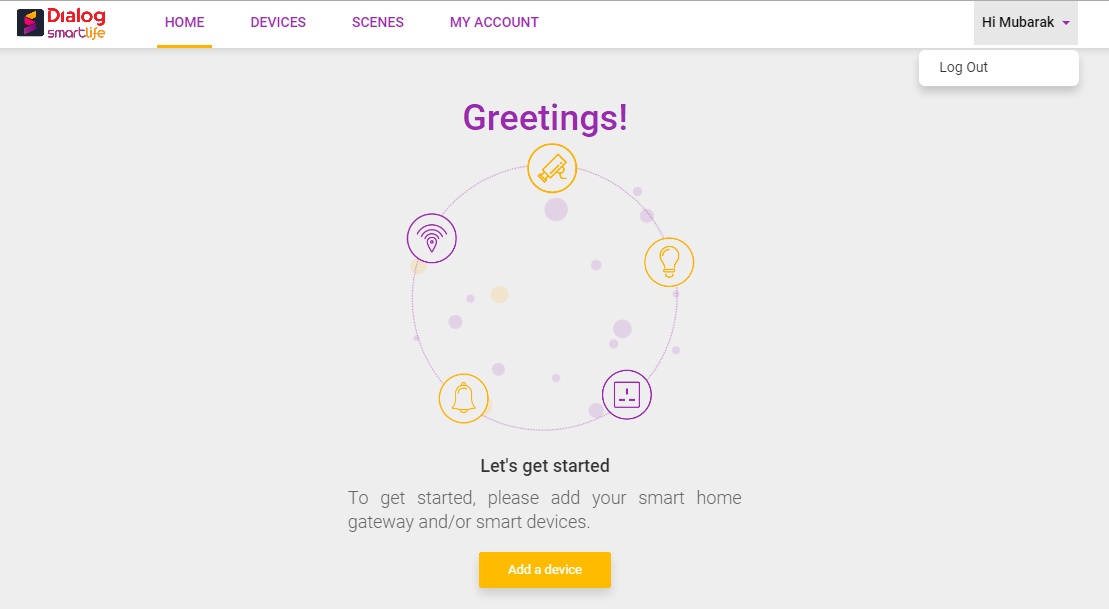 Dialog
smartlife
HOME
DEVICES
SCENES
MY ACCOUNT
Hi Mubarak
Log Out
Greetings!
Let's get started
To get started, please add your smart home
gateway and/or smart devices.
Add a device